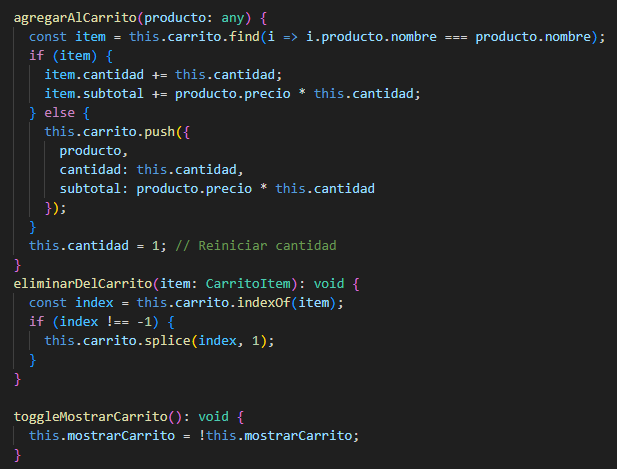 agregarAlCarrito(producto: any) {
  const item = this.carrito.find(i => i.producto.nombre === producto.nombre);
  if (item) {
    item.cantidad += this.cantidad;
    item.subtotal += producto.precio * this.cantidad;
  } else {
    this.carrito.push({
      producto,
      cantidad: this.cantidad,
      subtotal: producto.precio * this.cantidad
    });
  }
  this.cantidad = 1; // Reiniciar cantidad
}
eliminarDelCarrito(item: CarritoItem): void {
  const index = this.carrito.indexOf(item);
  if (index !== -1) {
    this.carrito.splice(index, 1);
  }
}

toggleMostrarCarrito(): void {
  this.mostrarCarrito = !this.mostrarCarrito;
}